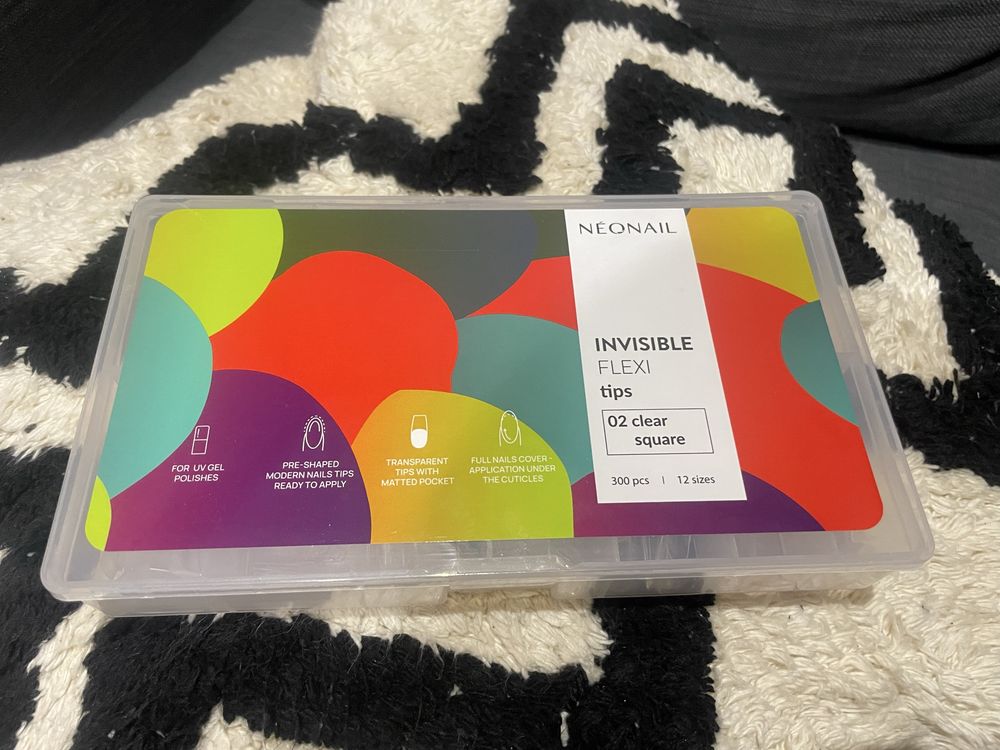 NÉONAIL
INVISIBLE
FLEXI
tips
02 clear
square
300 pcs | 12 sizes
FOR UV GEL
POLISHES
PRE-SHAPED
MODERN NAILS TIPS
READY TO APPLY
TRANSPARENT
TIPS WITH
MATTED POCKET
FULL NAILS COVER -
APPLICATION UNDER
THE CUTICLES